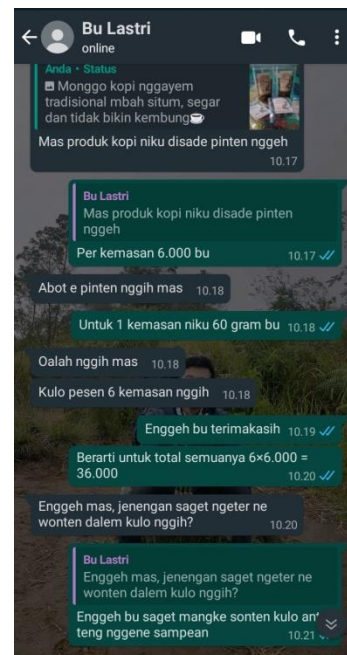 Bu Lastri
online
Anda • Status
Monggo kopi nggayem
tradisional mbah situm, segar
dan tidak bikin kembung☕
Mas produk kopi niku disade pinten nggeh
10.17
Bu Lastri
Mas produk kopi niku disade pinten
nggeh
Per kemasan 6.000 bu 10.17
Abot e pinten nggih mas 10.18
Untuk 1 kemasan niku 60 gram bu 10.18
Oalah nggih mas 10.18
Kulo pesen 6 kemasan nggih 10.18
Enggeh bu terimakasih 10.19
Berarti untuk total semuanya 6×6.000 =
36.000 10.20
Enggeh mas, jenengan saget ngeter ne
wonten dalem kulo nggih? 10.20
Bu Lastri
Enggeh mas, jenengan saget ngeter ne
wonten dalem kulo nggih?
Enggeh bu saget mangke sonten kulo
teng nggene sampean 10.21